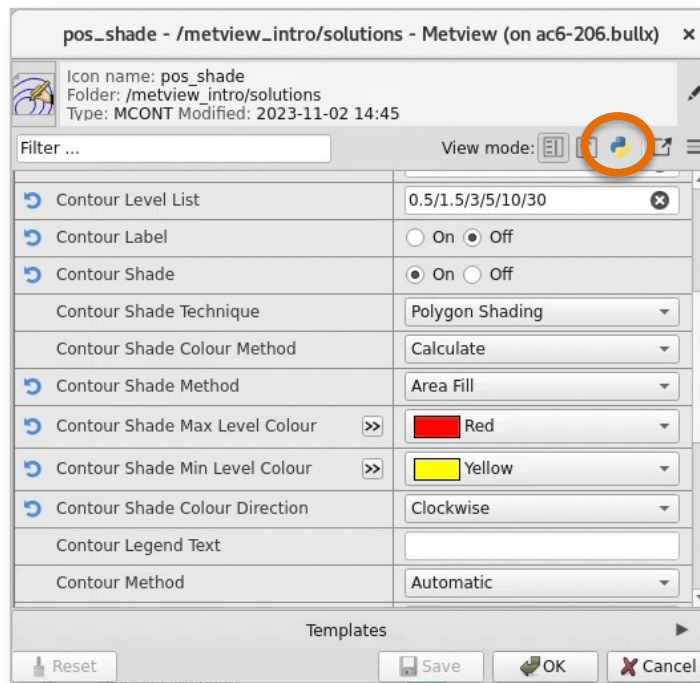 pos_shade - /metview_intro/solutions - Metview (on ac6-206.bullx) ×
Icon name: pos_shade
Folder: /metview_intro/solutions
Type: MCONT Modified: 2023-11-02 14:45
Filter ... View mode:
Contour Level List 0.5/1.5/3/5/10/30
Contour Label On Off
Contour Shade On Off
Contour Shade Technique Polygon Shading
Contour Shade Colour Method Calculate
Contour Shade Method Area Fill
Contour Shade Max Level Colour >> Red
Contour Shade Min Level Colour >> Yellow
Contour Shade Colour Direction Clockwise
Contour Legend Text
Contour Method Automatic
Templates
Reset Save OK Cancel